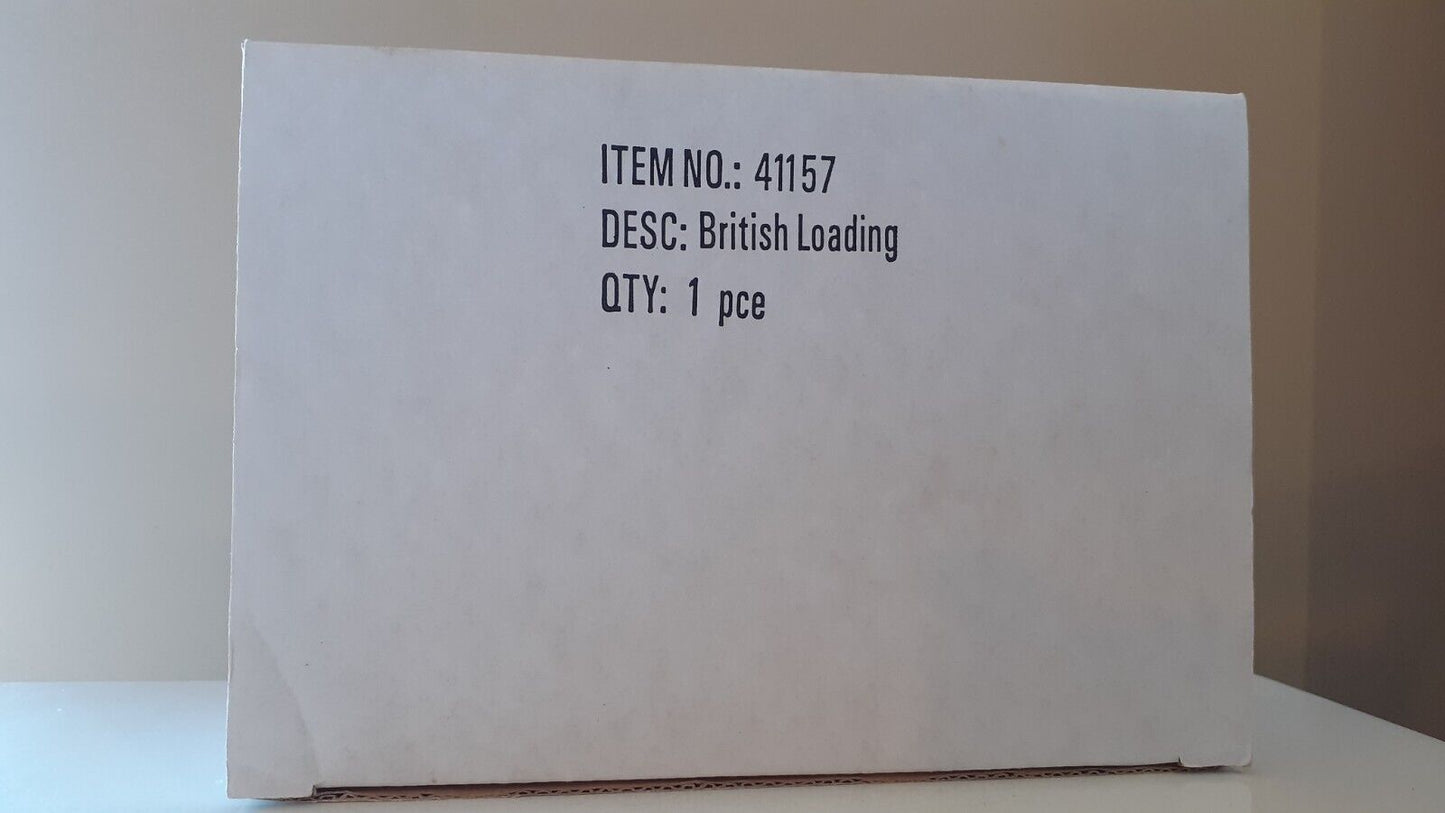 ITEM NO.: 41157
DESC: British Loading
QTY: 1 pce